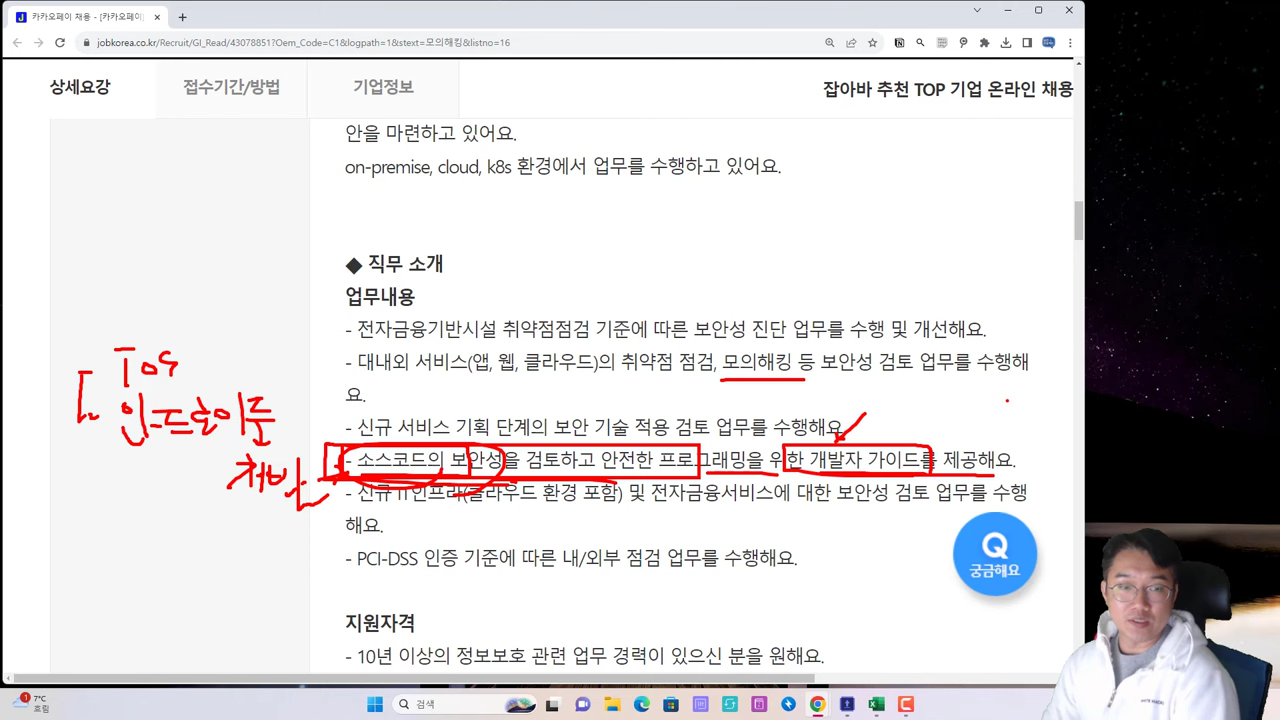 카카오페이 채용 - [카카오페이]
jobkorea.co.kr/Recruit/GI_Read/43078851?Oem_Code=C1&logpath=1&stext=모의해킹&listno=16
상세요강
접수기간/방법
기업정보
잡아바 추천 TOP 기업 온라인 채용
안을 마련하고 있어요.
on-premise, cloud, k8s 환경에서 업무를 수행하고 있어요.
◆ 직무 소개
업무내용
- 전자금융기반시설 취약점점검 기준에 따른 보안성 진단 업무를 수행 및 개선해요.
- 대내외 서비스(앱, 웹, 클라우드)의 취약점 점검, 모의해킹 등 보안성 검토 업무를 수행해
요.
- 신규 서비스 기획 단계의 보안 기술 적용 검토 업무를 수행해요.
- 소스코드의 보안성을 검토하고 안전한 프로그래밍을 위한 개발자 가이드를 제공해요.
- 신규IT인프라(클라우드 환경 포함) 및 전자금융서비스에 대한 보안성 검토 업무를 수행
해요.
- PCI-DSS 인증 기준에 따른 내/외부 점검 업무를 수행해요.
지원자격
- 10년 이상의 정보보호 관련 업무 경력이 있으신 분을 원해요.
Q
궁금해요
1
7°C
흐림
검색